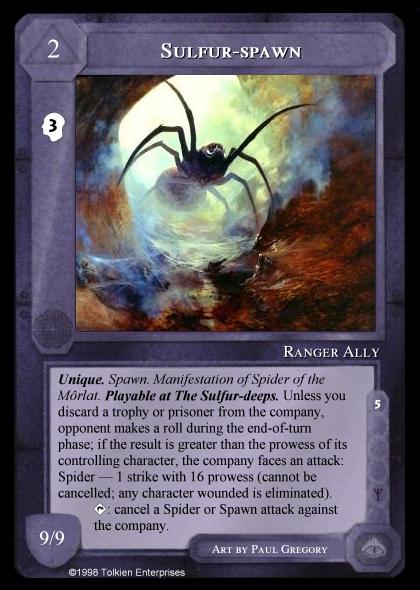 2
SULFUR-SPAWN
3
RANGER ALLY
Unique. Spawn. Manifestation of Spider of the
Môrlat. Playable at The Sulfur-deeps. Unless you
discard a trophy or prisoner from the company,
opponent makes a roll during the end-of-turn
phase; if the result is greater than the prowess of its
controlling character, the company faces an attack:
Spider — 1 strike with 16 prowess (cannot be
cancelled; any character wounded is eliminated).
: cancel a Spider or Spawn attack against
the company.
5
9/9
ART BY PAUL GREGORY
©1998 Tolkien Enterprises